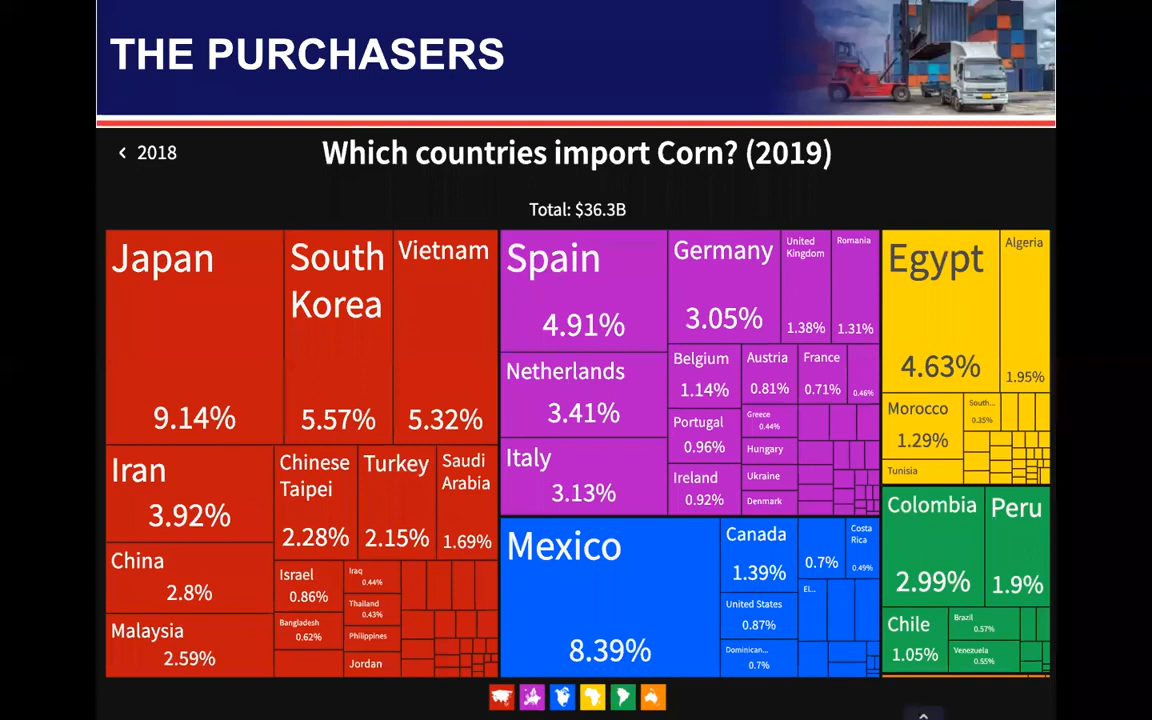 THE PURCHASERS
2018
Which countries import Corn? (2019)
Total: $36.3B
Japan
9.14%
South
Korea
5.57%
Vietnam
5.32%
Iran
3.92%
China
2.8%
Malaysia
2.59%
Chinese
Taipei
2.28%
Turkey
2.15%
Saudi
Arabia
1.69%
Israel
0.86%
Bangladesh
0.62%
Iraq
0.44%
Thailand
0.43%
Philippines
Jordan
Spain
4.91%
Netherlands
3.41%
Italy
3.13%
Germany
3.05%
United
Kingdom
1.38%
Romania
1.31%
Belgium
1.14%
Portugal
0.96%
Ireland
0.92%
Austria
0.81%
France
0.71%
0.46%
Greece
0.44%
Hungary
Ukraine
Denmark
Mexico
8.39%
Canada
1.39%
United States
0.87%
Dominican...
0.7%
0.7%
Costa
Rica
0.49%
El...
Egypt
4.63%
Algeria
1.95%
Morocco
1.29%
Tunisia
South...
0.35%
Colombia
2.99%
Peru
1.9%
Chile
1.05%
Brazil
0.57%
Venezuela
0.55%